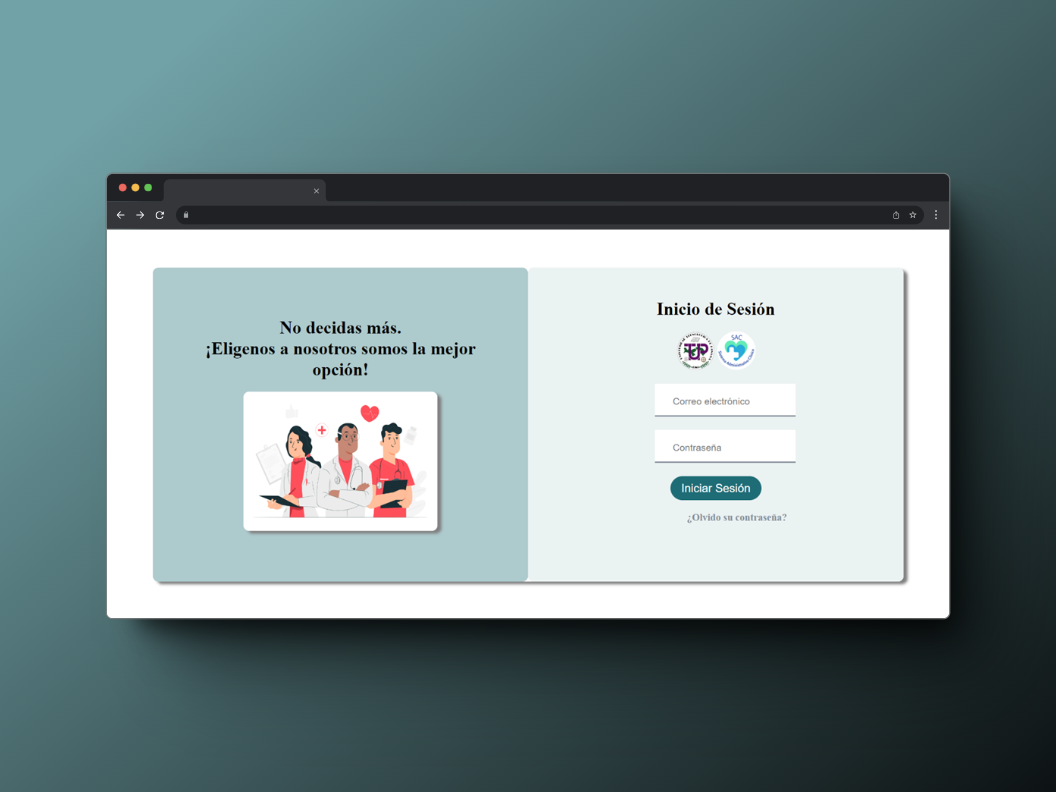 No decidas más.
¡Eligenos a nosotros somos la mejor
opción!
Inicio de Sesión
SAC
Correo electrónico
Contraseña
Iniciar Sesión
¿Olvido su contraseña?